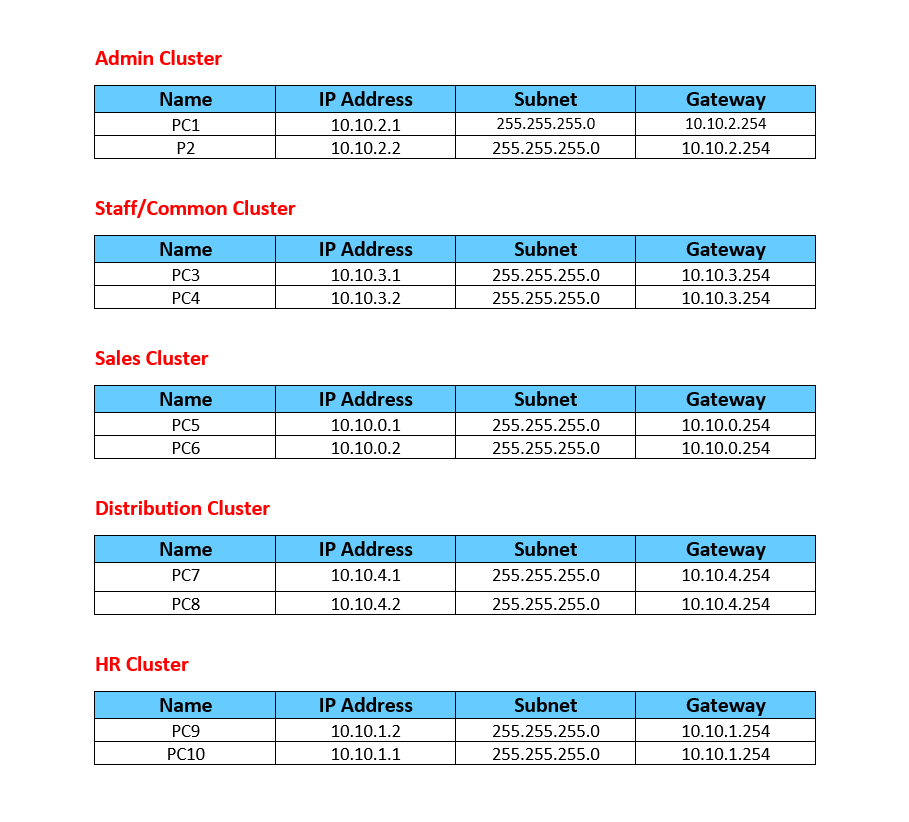 Admin Cluster
Name IP Address Subnet Gateway
PC1 10.10.2.1 255.255.255.0 10.10.2.254
P2 10.10.2.2 255.255.255.0 10.10.2.254
Staff/Common Cluster
Name IP Address Subnet Gateway
PC3 10.10.3.1 255.255.255.0 10.10.3.254
PC4 10.10.3.2 255.255.255.0 10.10.3.254
Sales Cluster
Name IP Address Subnet Gateway
PC5 10.10.0.1 255.255.255.0 10.10.0.254
PC6 10.10.0.2 255.255.255.0 10.10.0.254
Distribution Cluster
Name IP Address Subnet Gateway
PC7 10.10.4.1 255.255.255.0 10.10.4.254
PC8 10.10.4.2 255.255.255.0 10.10.4.254
HR Cluster
Name IP Address Subnet Gateway
PC9 10.10.1.2 255.255.255.0 10.10.1.254
PC10 10.10.1.1 255.255.255.0 10.10.1.254